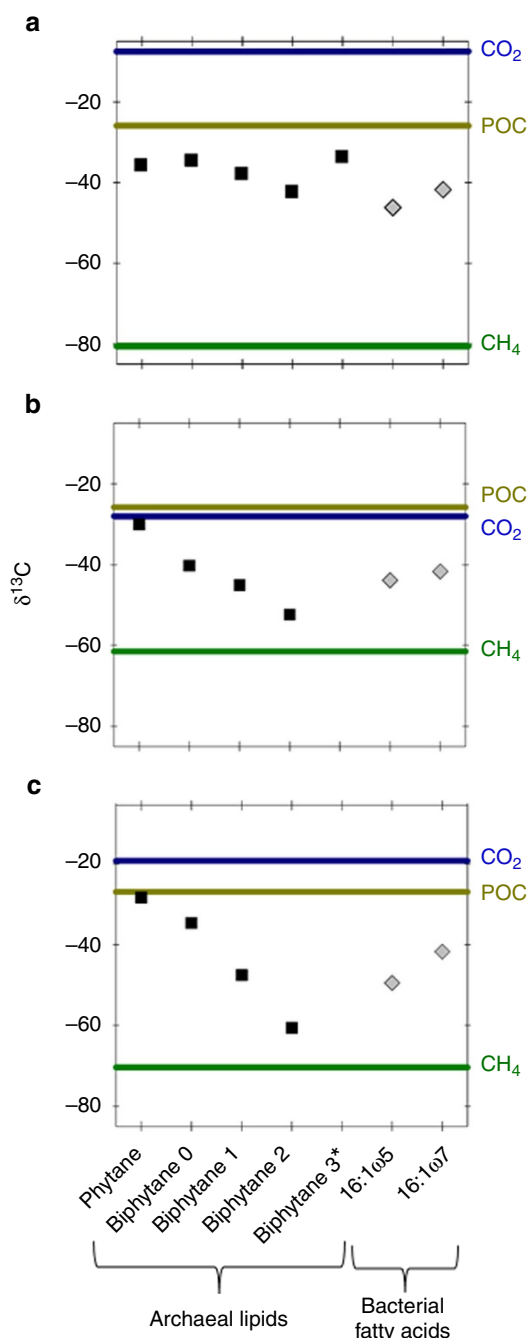 a
CO₂
–20
POC
–40
–60
–80
CH₄
b
–20
POC
CO₂
–40
δ¹³C
–60
CH₄
–80
c
–20
CO₂
POC
–40
–60
CH₄
–80
Phytane
Biphytane 0
Biphytane 1
Biphytane 2
Biphytane 3*
16:1ω5
16:1ω7
Archaeal lipids
Bacterial
fatty acids